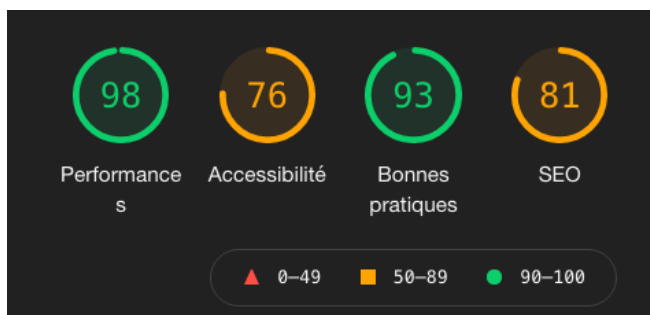 98 76 93 81
Performance Accessibilité Bonnes SEO
s pratiques
0–49 50–89 90–100